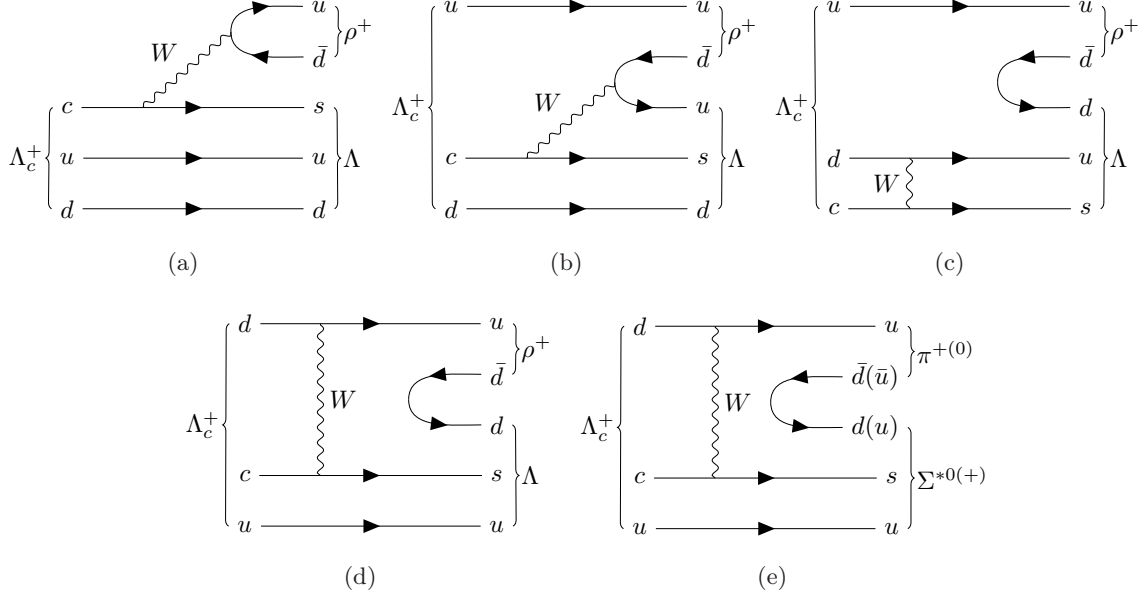 Λc+ c u d W u d̄ ρ+ s u d Λ
(a)
Λc+ u c d W u d̄ ρ+ u s d Λ
(b)
Λc+ u d c W u d̄ ρ+ d u s Λ
(c)
Λc+ d c u W u d̄ ρ+ d s u Λ
(d)
Λc+ d c u W u d̄(ū) π+(0) d(u) s u Σ*0(+)
(e)